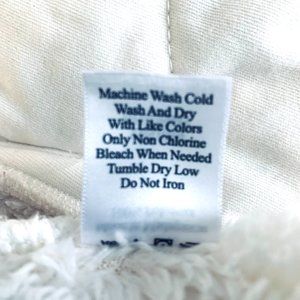 Machine Wash Cold
Wash And Dry
With Like Colors
Only Non Chlorine
Bleach When Needed
Tumble Dry Low
Do Not Iron